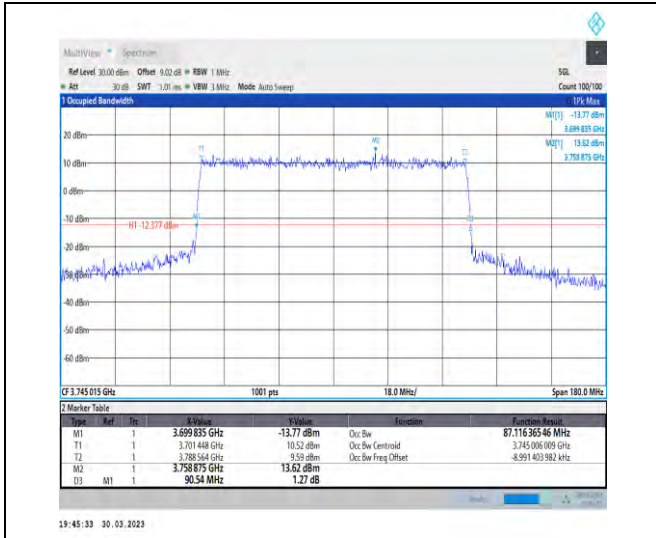 MultiView Spectrum
Ref Level 30.00 dBm Offset 9.02 dB RBW 1 MHz SGL
Att 30 dB SWT 1.01 ms VBW 3 MHz Mode Auto Sweep Count 100/100
1 Occupied Bandwidth 1Pk Max
M1[1] -13.77 dBm
3.699 835 GHz
M2[1] 13.62 dBm
3.758 875 GHz
20 dBm
M2
T1
T2
10 dBm
0 dBm
-10 dBm
M1
D3
H1 -12.377 dBm
-20 dBm
-30 dBm
-40 dBm
-50 dBm
-60 dBm
CF 3.745 015 GHz 1001 pts 18.0 MHz/ Span 180.0 MHz
2 Marker Table
Type Ref Trc X-Value Y-Value Function Function Result
M1 1 3.699 835 GHz -13.77 dBm Occ Bw 87.116 365 46 MHz
T1 1 3.701 448 GHz 10.52 dBm Occ Bw Centroid 3.745 006 009 GHz
T2 1 3.788 564 GHz 9.59 dBm Occ Bw Freq Offset -8.991 403 982 kHz
M2 1 3.758 875 GHz 13.62 dBm
D3 M1 1 90.54 MHz 1.27 dB
19:45:33 30.03.2023